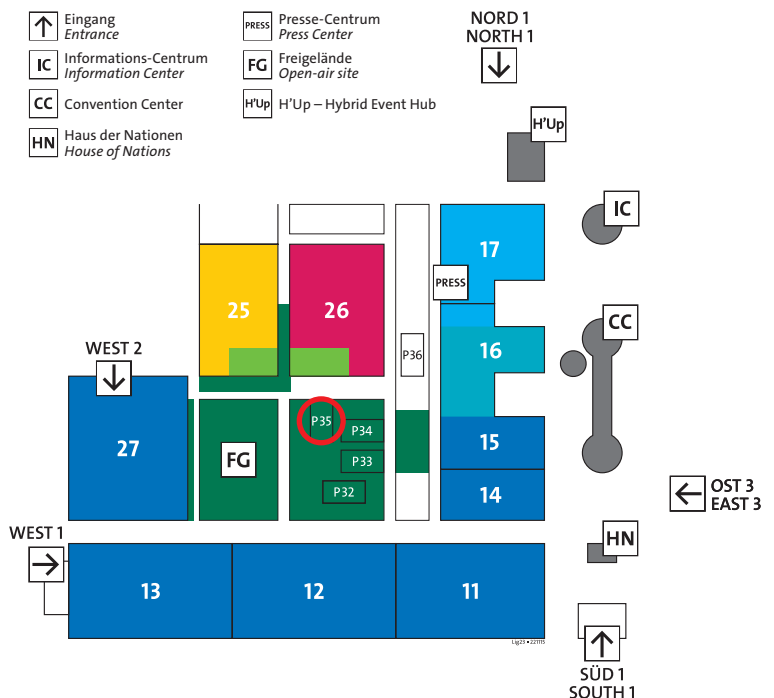 Eingang
Entrance
IC
Informations-Centrum
Information Center
CC
Convention Center
HN
Haus der Nationen
House of Nations
PRESS
Presse-Centrum
Press Center
FG
Freigelände
Open-air site
H'Up
H'Up – Hybrid Event Hub
NORD 1
NORTH 1
H'Up
IC
17
PRESS
25
26
CC
WEST 2
P36
16
P35
P34
27
FG
15
P33
P32
14
OST 3
EAST 3
WEST 1
HN
13
12
11
Lig23 • 221115
SÜD 1
SOUTH 1